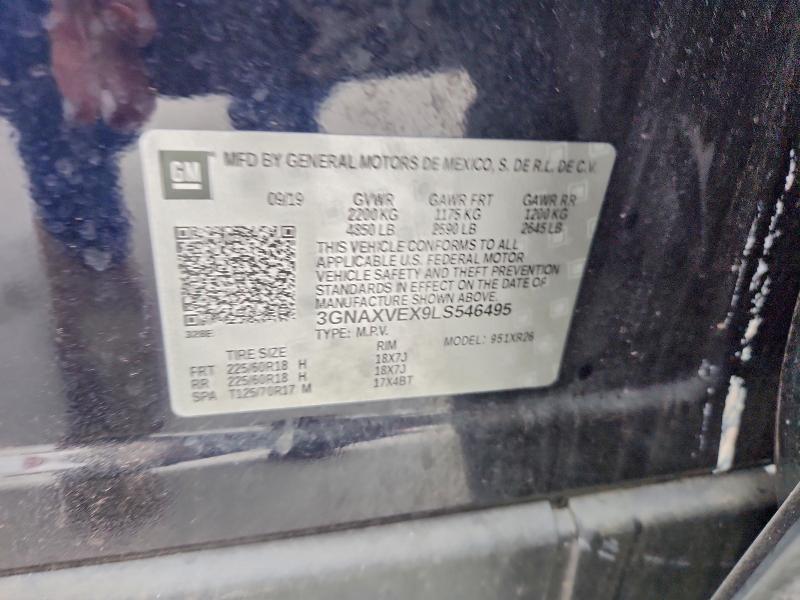 GM MFD BY GENERAL MOTORS DE MEXICO, S. DE R.L. DE C.V.
09/19 GVWR GAWR FRT GAWR RR
2200 KG 1175 KG 1200 KG
4850 LB 2590 LB 2645 LB
THIS VEHICLE CONFORMS TO ALL
APPLICABLE U.S. FEDERAL MOTOR
VEHICLE SAFETY AND THEFT PREVENTION
STANDARDS IN EFFECT ON THE DATE OF
MANUFACTURE SHOWN ABOVE.
3GNAXVEX9LS546495
TYPE: M.P.V. MODEL: 951XR26
TIRE SIZE RIM
FRT 225/60R18 H 18X7J
RR 225/60R18 H 18X7J
SPA T125/70R17 M 17X4BT